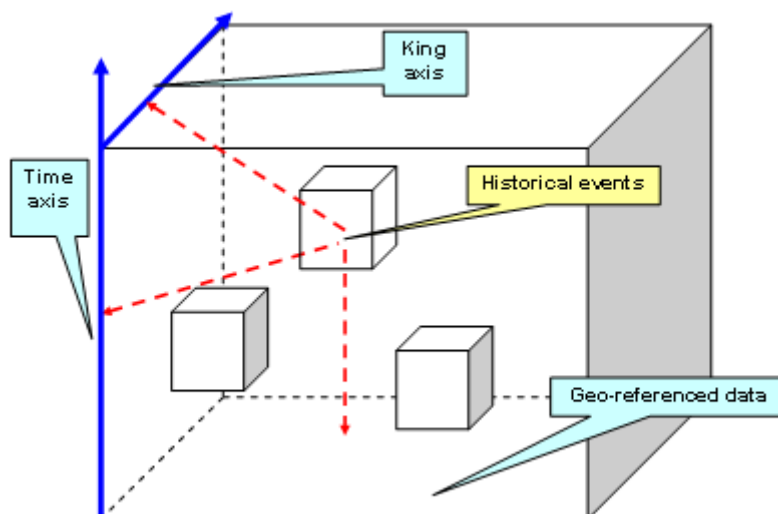 King
axis
Time
axis
Historical events
Geo-referenced data